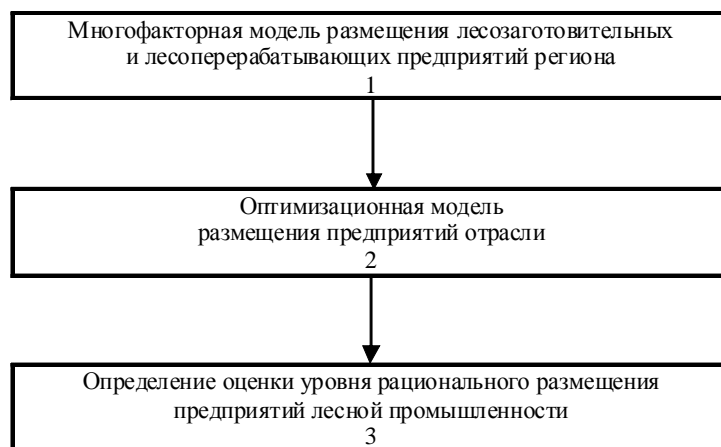 Многофакторная модель размещения лесозаготовительных
и лесоперерабатывающих предприятий региона
1
Оптимизационная модель
размещения предприятий отрасли
2
Определение оценки уровня рационального размещения
предприятий лесной промышленности
3